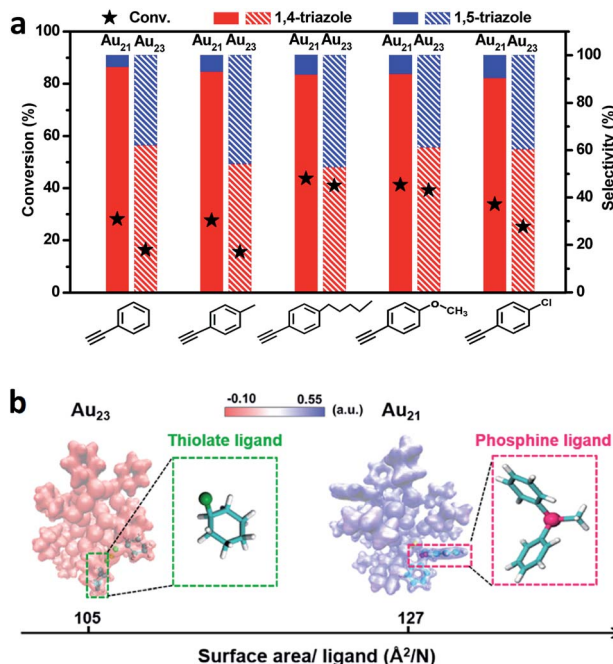 a
★ Conv. 1,4-triazole 1,5-triazole
Au21 Au23 Au21 Au23 Au21 Au23 Au21 Au23 Au21 Au23
Conversion (%)
100
80
60
40
20
0
Selectivity (%)
100
80
60
40
20
0
O
CH3
Cl
b
-0.10 0.55
(a.u.)
Au23
Au21
Thiolate ligand
Phosphine ligand
105 127
Surface area/ ligand (Å²/N)